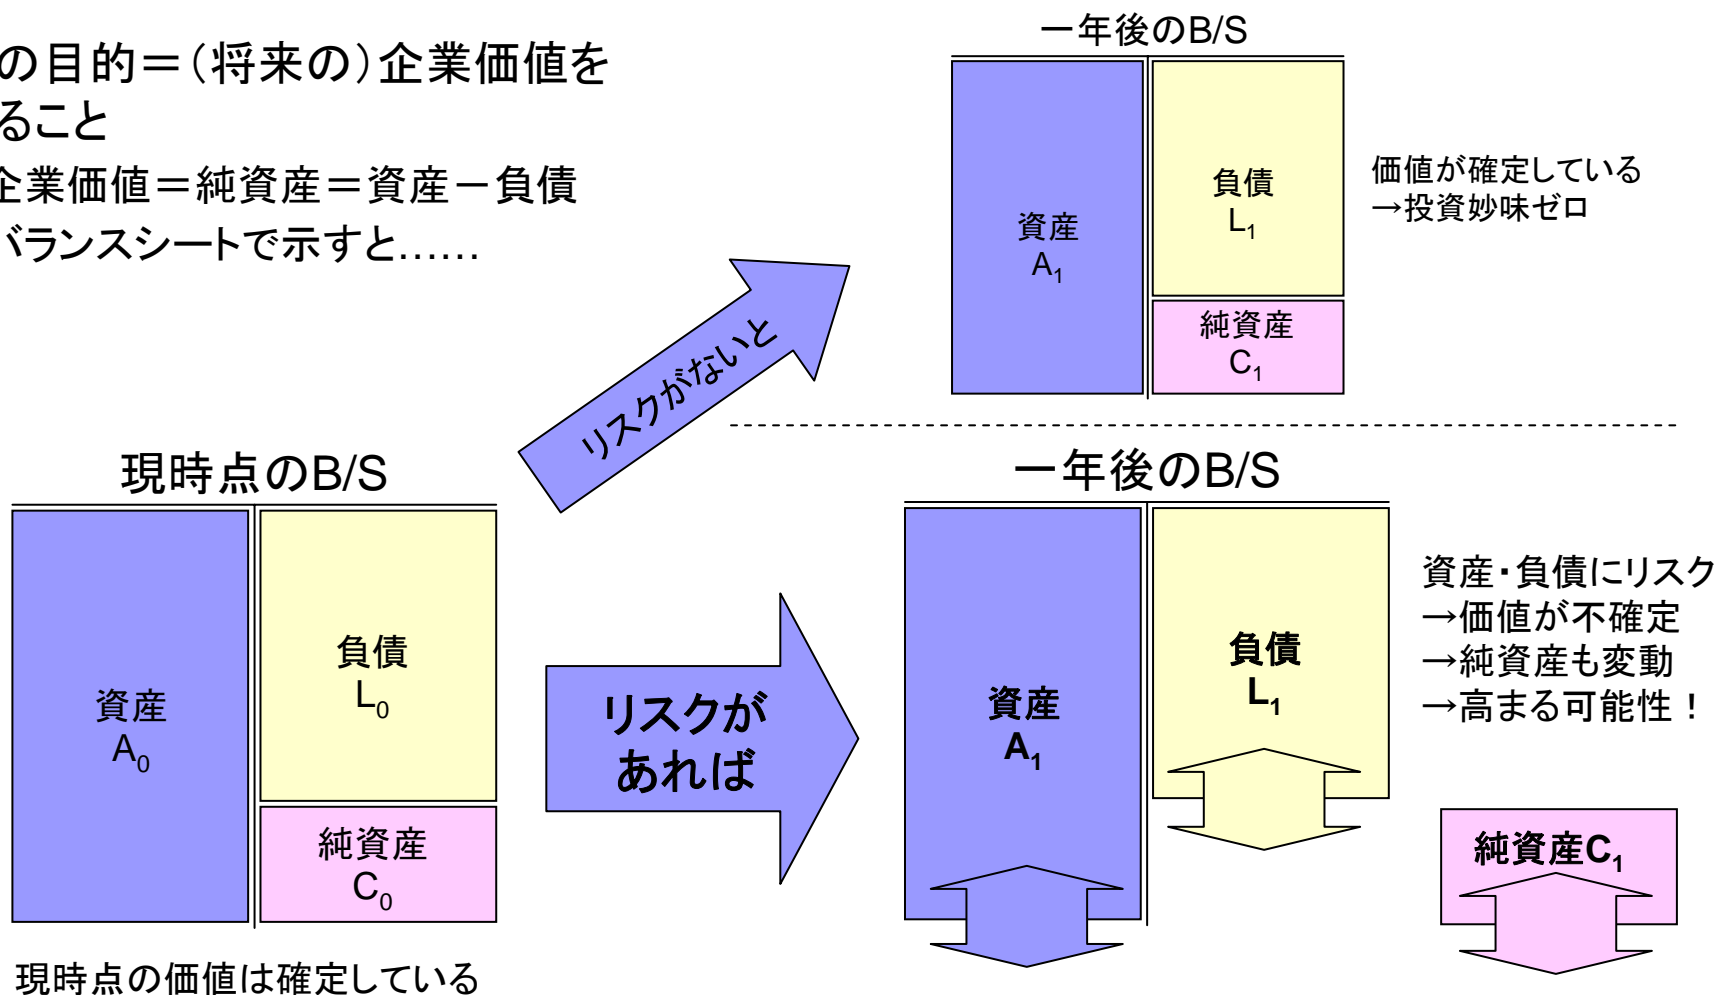 の目的＝（将来の）企業価値を
ること
企業価値＝純資産＝資産－負債
バランスシートで示すと……
一年後のB/S
資産
A₁
負債
L₁
純資産
C₁
価値が確定している
→投資妙味ゼロ
リスクがないと
現時点のB/S
資産
A₀
負債
L₀
純資産
C₀
現時点の価値は確定している
リスクが
あれば
一年後のB/S
資産
A₁
負債
L₁
純資産C₁
資産・負債にリスク
→価値が不確定
→純資産も変動
→高まる可能性！